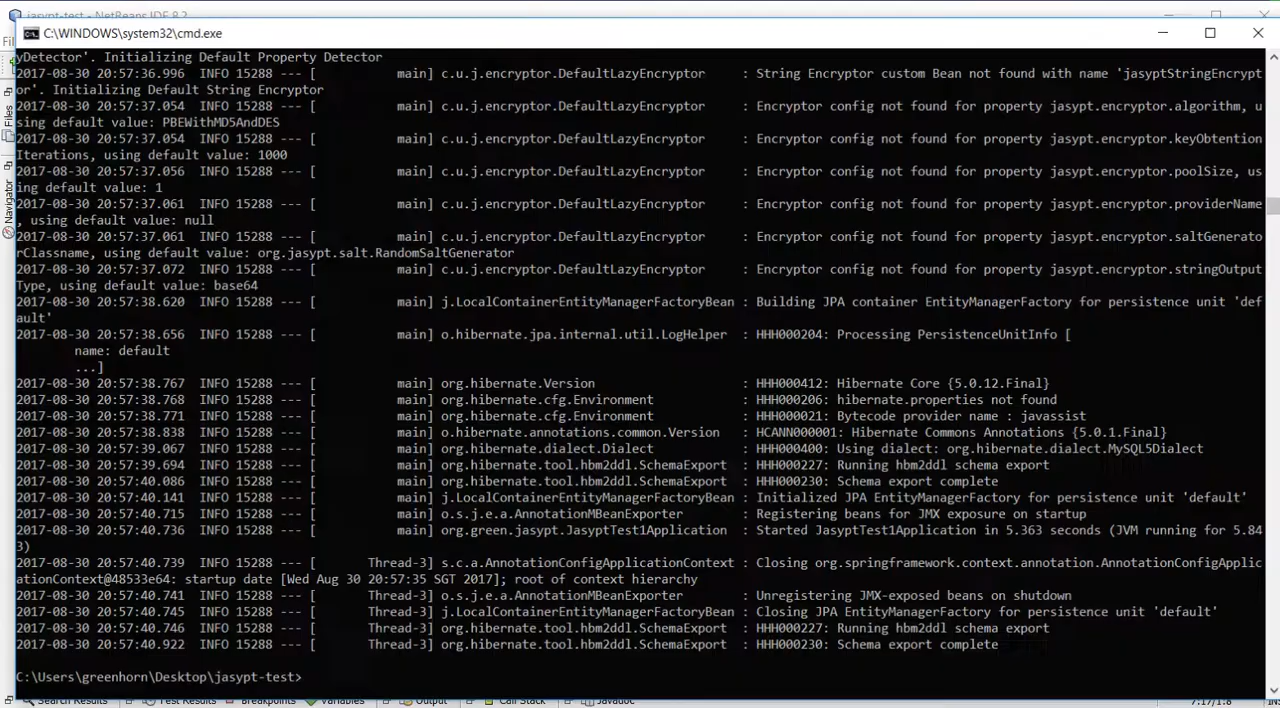 jasypt-test - NetBeans IDE 8.2
C:\WINDOWS\system32\cmd.exe
Fil
Files
Navigator
yDetector'. Initializing Default Property Detector
2017-08-30 20:57:36.996  INFO 15288 --- [           main] c.u.j.encryptor.DefaultLazyEncryptor     : String Encryptor custom Bean not found with name 'jasyptStringEncrypt
or'. Initializing Default String Encryptor
2017-08-30 20:57:37.054  INFO 15288 --- [           main] c.u.j.encryptor.DefaultLazyEncryptor     : Encryptor config not found for property jasypt.encryptor.algorithm, u
sing default value: PBEWithMD5AndDES
2017-08-30 20:57:37.054  INFO 15288 --- [           main] c.u.j.encryptor.DefaultLazyEncryptor     : Encryptor config not found for property jasypt.encryptor.keyObtention
Iterations, using default value: 1000
2017-08-30 20:57:37.056  INFO 15288 --- [           main] c.u.j.encryptor.DefaultLazyEncryptor     : Encryptor config not found for property jasypt.encryptor.poolSize, us
ing default value: 1
2017-08-30 20:57:37.061  INFO 15288 --- [           main] c.u.j.encryptor.DefaultLazyEncryptor     : Encryptor config not found for property jasypt.encryptor.providerName
, using default value: null
2017-08-30 20:57:37.061  INFO 15288 --- [           main] c.u.j.encryptor.DefaultLazyEncryptor     : Encryptor config not found for property jasypt.encryptor.saltGenerato
rClassname, using default value: org.jasypt.salt.RandomSaltGenerator
2017-08-30 20:57:37.072  INFO 15288 --- [           main] c.u.j.encryptor.DefaultLazyEncryptor     : Encryptor config not found for property jasypt.encryptor.stringOutput
Type, using default value: base64
2017-08-30 20:57:38.620  INFO 15288 --- [           main] j.LocalContainerEntityManagerFactoryBean : Building JPA container EntityManagerFactory for persistence unit 'def
ault'
2017-08-30 20:57:38.656  INFO 15288 --- [           main] o.hibernate.jpa.internal.util.LogHelper  : HHH000204: Processing PersistenceUnitInfo [
name: default
...]
2017-08-30 20:57:38.767  INFO 15288 --- [           main] org.hibernate.Version                    : HHH000412: Hibernate Core {5.0.12.Final}
2017-08-30 20:57:38.768  INFO 15288 --- [           main] org.hibernate.cfg.Environment            : HHH000206: hibernate.properties not found
2017-08-30 20:57:38.771  INFO 15288 --- [           main] org.hibernate.cfg.Environment            : HHH000021: Bytecode provider name : javassist
2017-08-30 20:57:38.838  INFO 15288 --- [           main] o.hibernate.annotations.common.Version   : HCANN000001: Hibernate Commons Annotations {5.0.1.Final}
2017-08-30 20:57:39.067  INFO 15288 --- [           main] org.hibernate.dialect.Dialect            : HHH000400: Using dialect: org.hibernate.dialect.MySQL5Dialect
2017-08-30 20:57:39.694  INFO 15288 --- [           main] org.hibernate.tool.hbm2ddl.SchemaExport  : HHH000227: Running hbm2ddl schema export
2017-08-30 20:57:40.086  INFO 15288 --- [           main] org.hibernate.tool.hbm2ddl.SchemaExport  : HHH000230: Schema export complete
2017-08-30 20:57:40.141  INFO 15288 --- [           main] j.LocalContainerEntityManagerFactoryBean : Initialized JPA EntityManagerFactory for persistence unit 'default'
2017-08-30 20:57:40.715  INFO 15288 --- [           main] o.s.j.e.a.AnnotationMBeanExporter        : Registering beans for JMX exposure on startup
2017-08-30 20:57:40.736  INFO 15288 --- [           main] org.green.jasypt.JasyptTest1Application  : Started JasyptTest1Application in 5.363 seconds (JVM running for 5.84
3)
2017-08-30 20:57:40.739  INFO 15288 --- [       Thread-3] s.c.a.AnnotationConfigApplicationContext : Closing org.springframework.context.annotation.AnnotationConfigApplic
ationContext@48533e64: startup date [Wed Aug 30 20:57:35 SGT 2017]; root of context hierarchy
2017-08-30 20:57:40.741  INFO 15288 --- [       Thread-3] o.s.j.e.a.AnnotationMBeanExporter        : Unregistering JMX-exposed beans on shutdown
2017-08-30 20:57:40.745  INFO 15288 --- [       Thread-3] j.LocalContainerEntityManagerFactoryBean : Closing JPA EntityManagerFactory for persistence unit 'default'
2017-08-30 20:57:40.746  INFO 15288 --- [       Thread-3] org.hibernate.tool.hbm2ddl.SchemaExport  : HHH000227: Running hbm2ddl schema export
2017-08-30 20:57:40.922  INFO 15288 --- [       Thread-3] org.hibernate.tool.hbm2ddl.SchemaExport  : HHH000230: Schema export complete
C:\Users\greenhorn\Desktop\jasypt-test>
Search Results Test Results Breakpoints Variables Output Call Stack Javadoc 7:17/1:8